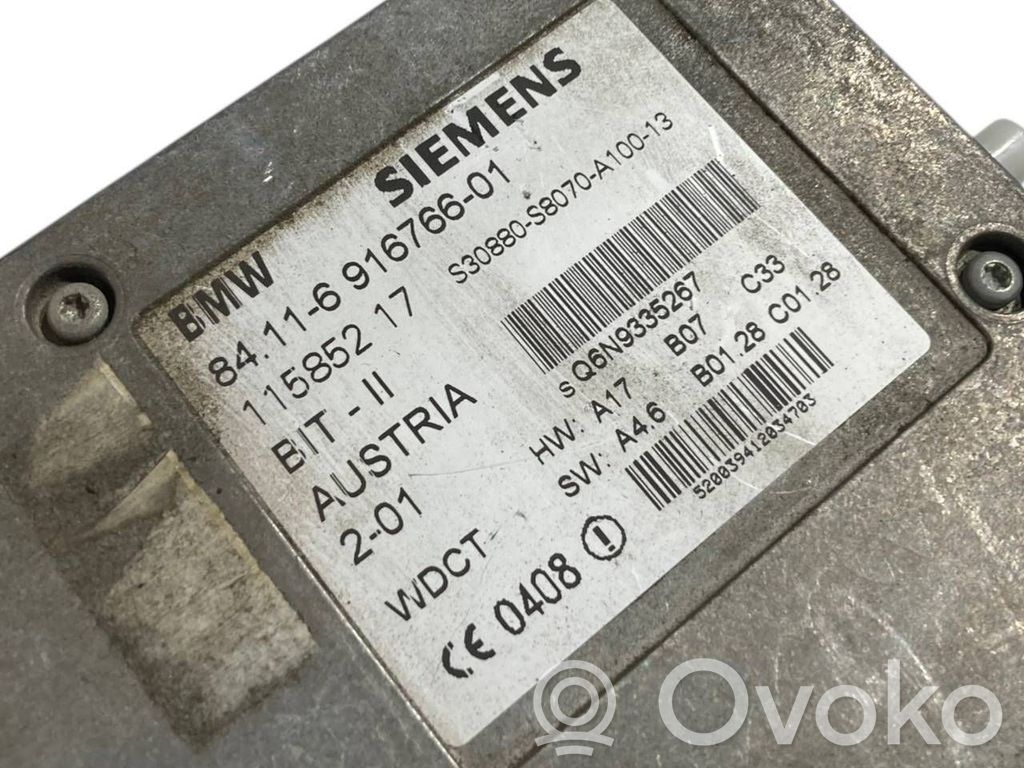 SIEMENS
BMW
84.11-6 916766-01
115852 17
S30880-S8070-A100-13
BIT - II
AUSTRIA
2-01
s Q6N9335267
HW: A17 B07 C33
SW: A4.6 B01.28 C01.28
WDCT
520039412034703
CE 0408
Ovoko